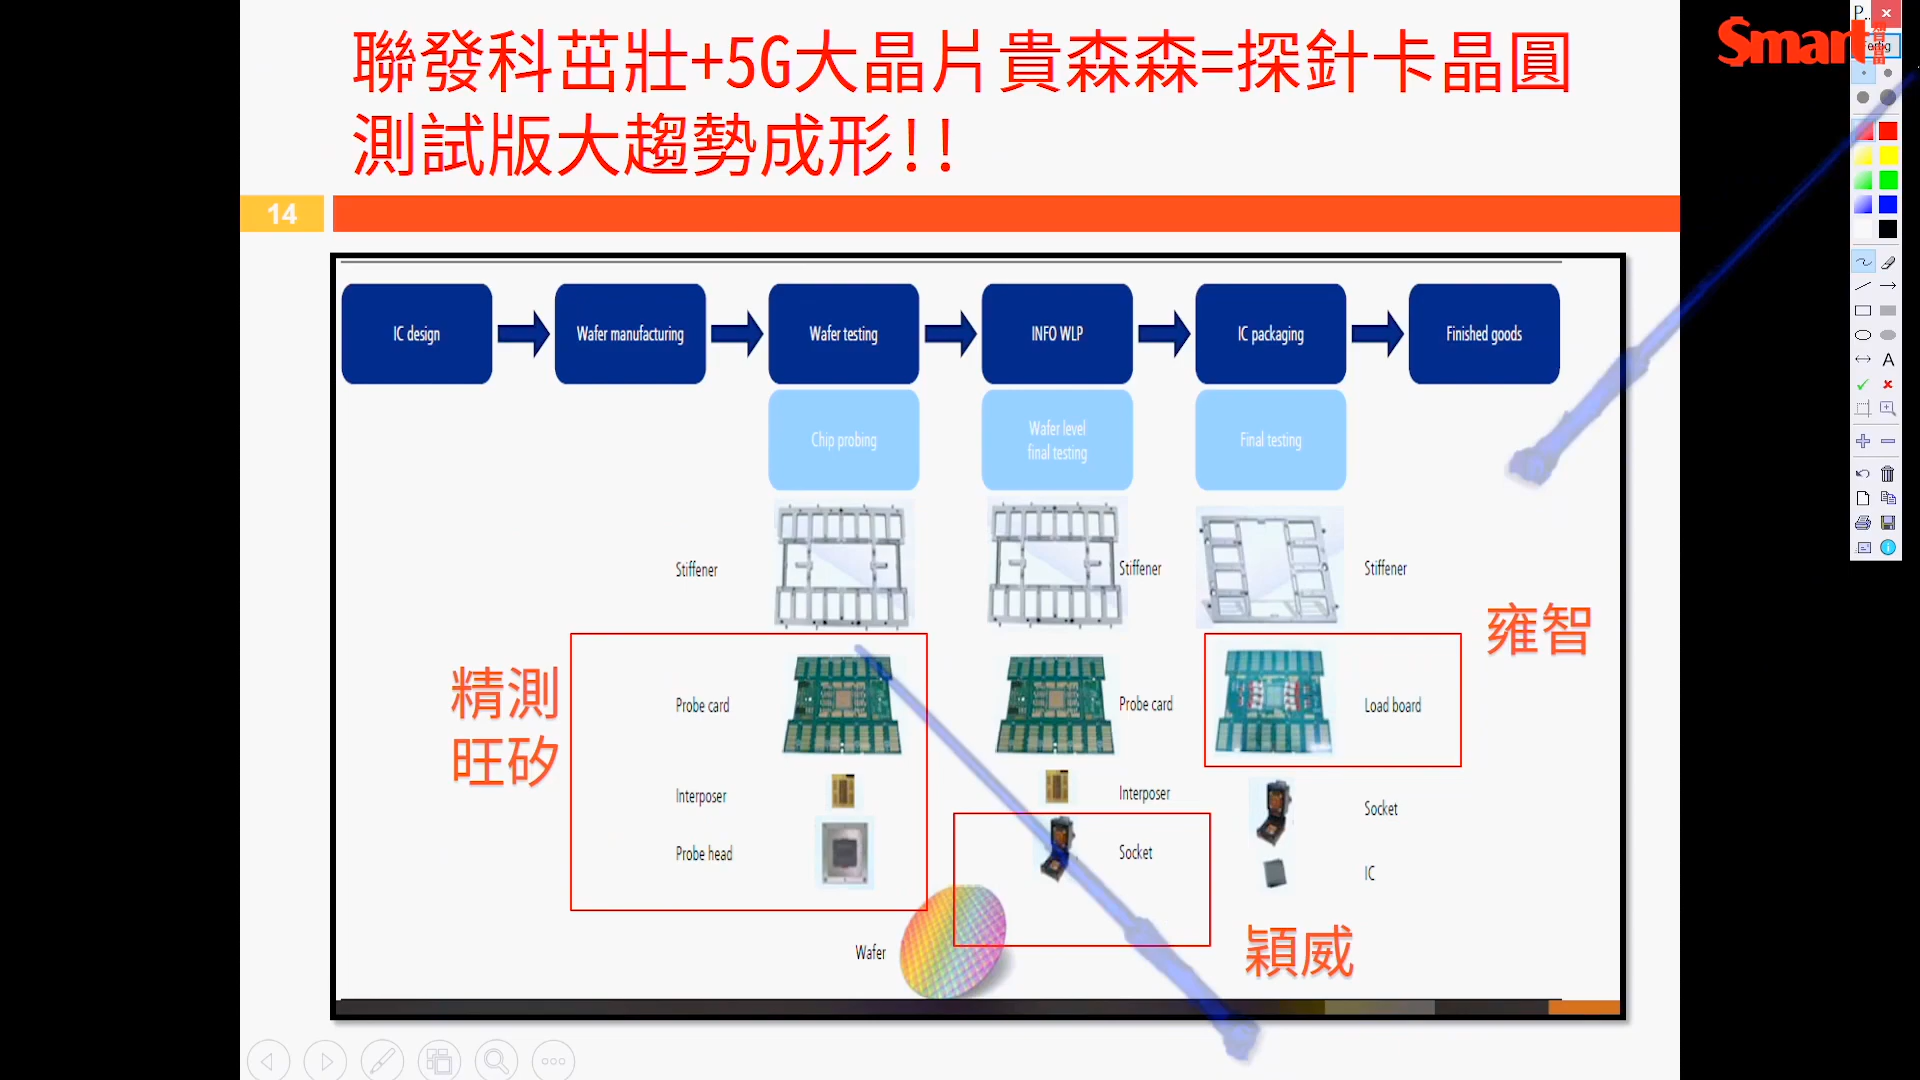 聯發科茁壯+5G大晶片貴森森=探針卡晶圓
測試版大趨勢成形!!
14
IC design
Wafer manufacturing
Wafer testing
INFO WLP
IC packaging
Finished goods
Chip probing
Wafer level
final testing
Final testing
Stiffener
Stiffener
Stiffener
雍智
精測
旺矽
Probe card
Probe card
Load board
Interposer
Interposer
Socket
Probe head
Socket
IC
Wafer
穎威
Smart
P..
A